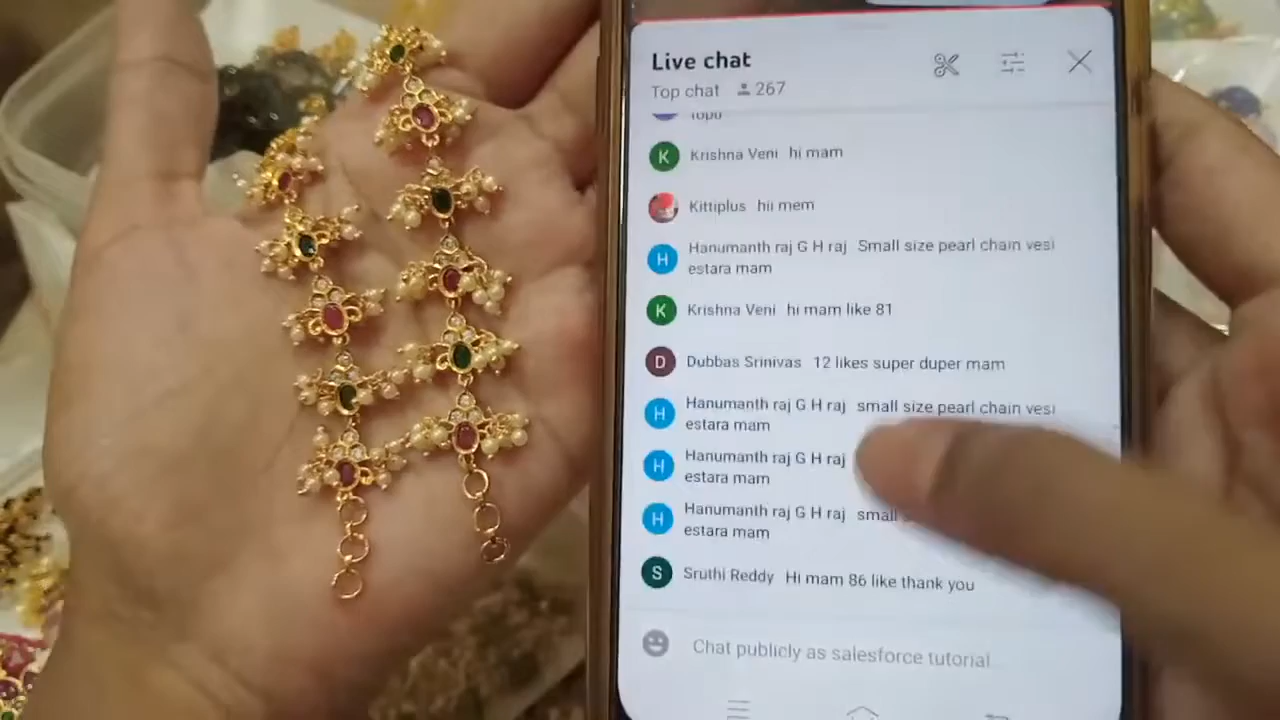 Live chat
Top chat 267
Krishna Veni hi mam
Kittiplus hii mem
Hanumanth raj G H raj Small size pearl chain vesi
estara mam
Krishna Veni hi mam like 81
Dubbas Srinivas 12 likes super duper mam
Hanumanth raj G H raj small size pearl chain vesi
estara mam
Hanumanth raj G H raj
estara mam
Hanumanth raj G H raj small
estara mam
Sruthi Reddy Hi mam 86 like thank you
Chat publicly as salesforce tutorial
K
H
K
D
H
H
H
S